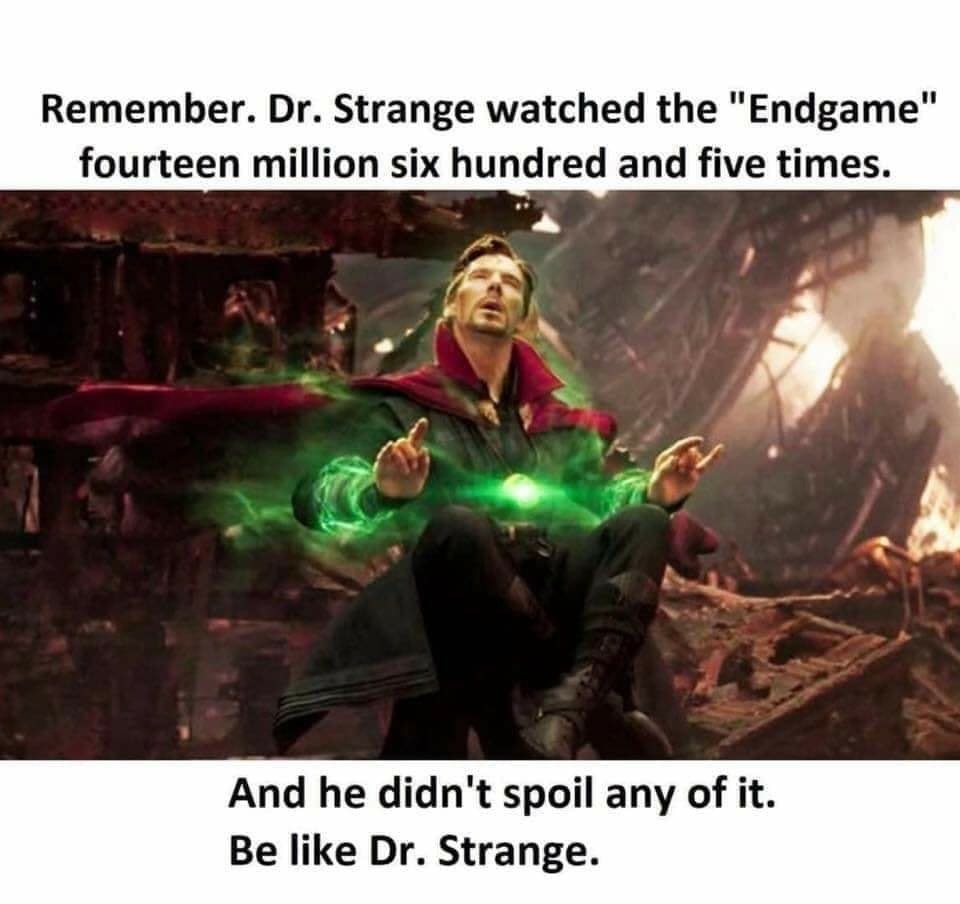 Remember. Dr. Strange watched the "Endgame"
fourteen million six hundred and five times.
And he didn't spoil any of it.
Be like Dr. Strange.